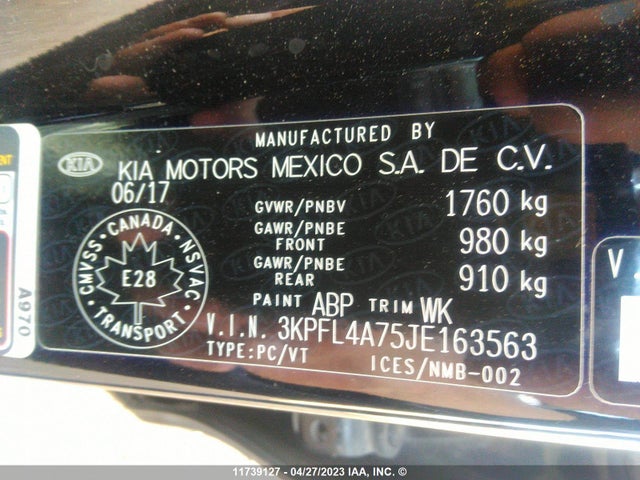 MANUFACTURED BY
KIA KIA MOTORS MEXICO S.A. DE C.V.
06/17
GVWR/PNBV 1760 kg
GAWR/PNBE FRONT 980 kg
GAWR/PNBE REAR 910 kg
PAINT ABP TRIM WK
V.I.N. 3KPFL4A75JE163563
TYPE:PC/VT ICES/NMB-002
CANADA
CMVSS NSVAC
E28
TRANSPORT
A970
V
11739127 - 04/27/2023 IAA, INC. ©